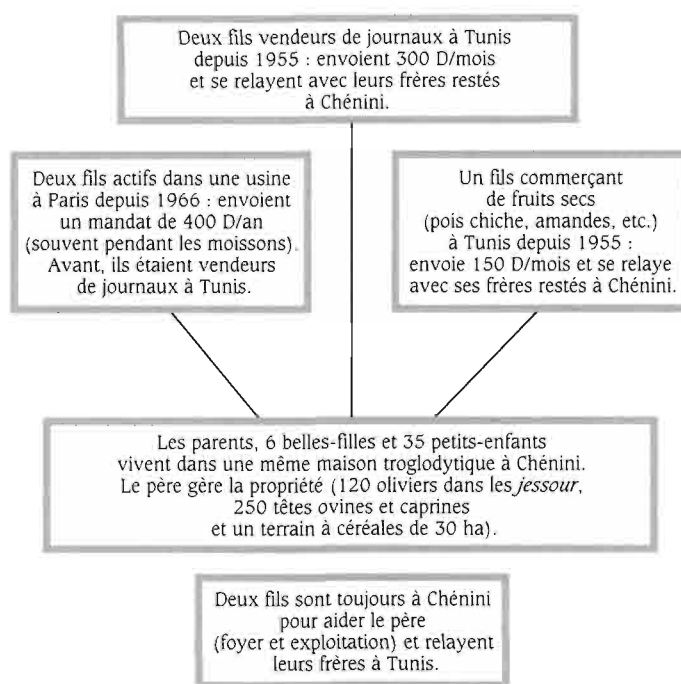 Deux fils vendeurs de journaux à Tunis
depuis 1955 : envoient 300 D/mois
et se relayent avec leurs frères restés
à Chénini.
Deux fils actifs dans une usine
à Paris depuis 1966 : envoient
un mandat de 400 D/an
(souvent pendant les moissons).
Avant, ils étaient vendeurs
de journaux à Tunis.
Un fils commerçant
de fruits secs
(pois chiche, amandes, etc.)
à Tunis depuis 1955 :
envoie 150 D/mois et se relaye
avec ses frères restés à Chénini.
Les parents, 6 belles-filles et 35 petits-enfants
vivent dans une même maison troglodytique à Chénini.
Le père gère la propriété (120 oliviers dans les jessour,
250 têtes ovines et caprines
et un terrain à céréales de 30 ha).
Deux fils sont toujours à Chénini
pour aider le père
(foyer et exploitation) et relayent
leurs frères à Tunis.